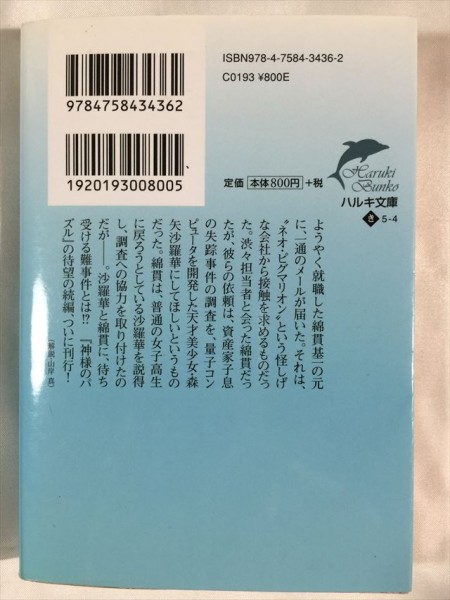 ISBN978-4-7584-3436-2
C0193 ¥800E
9784758434362
1920193008005
定価 本体800円 +税
Haruki
Bunko
ハルキ文庫
き 5-4
ようやく就職した綿貫基一の元
に、一通のメールが届いた。それは、
〝ネオ・ピグマリオン〟という怪しげ
な会社から接触を求めるものだっ
た。渋々担当者と会った綿貫だっ
たが、彼らの依頼は、資産家子息
の失踪事件の調査を、量子コン
ピュータを開発した天才美少女・森
矢沙羅華にしてほしいというもの
だった。綿貫は、普通の女子高生
に戻ろうとしている沙羅華を説得
し、調査への協力を取り付けたの
だが――。沙羅華と綿貫に、待ち
受ける難事件とは!? 『神様のパ
ズル』の待望の続編、ついに刊行！
(解説・山岸真)